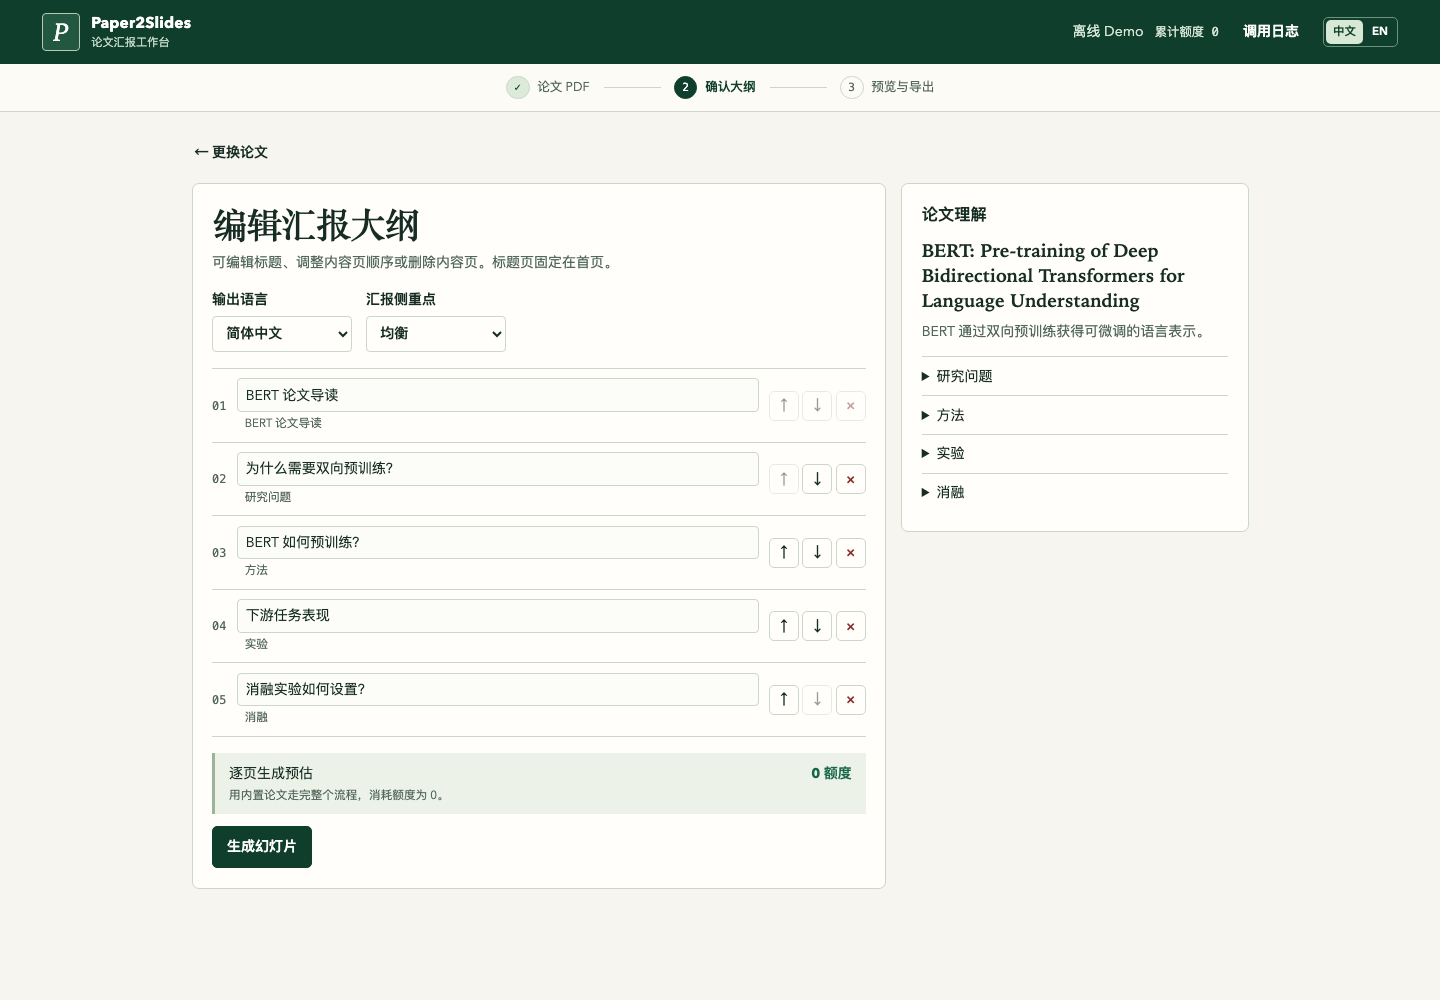 P
Paper2Slides
论文汇报工作台
离线 Demo 累计额度 0 调用日志 中文 EN
✓ 论文 PDF 2 确认大纲 3 预览与导出
← 更换论文
编辑汇报大纲
可编辑标题、调整内容页顺序或删除内容页。标题页固定在首页。
输出语言 汇报侧重点
简体中文 均衡
01 BERT 论文导读 ↑ ↓ ×
BERT 论文导读
02 为什么需要双向预训练? ↑ ↓ ×
研究问题
03 BERT 如何预训练? ↑ ↓ ×
方法
04 下游任务表现 ↑ ↓ ×
实验
05 消融实验如何设置? ↑ ↓ ×
消融
逐页生成预估 0 额度
用内置论文走完整个流程，消耗额度为 0。
生成幻灯片
论文理解
BERT: Pre-training of Deep
Bidirectional Transformers for
Language Understanding
BERT 通过双向预训练获得可微调的语言表示。
▶ 研究问题
▶ 方法
▶ 实验
▶ 消融